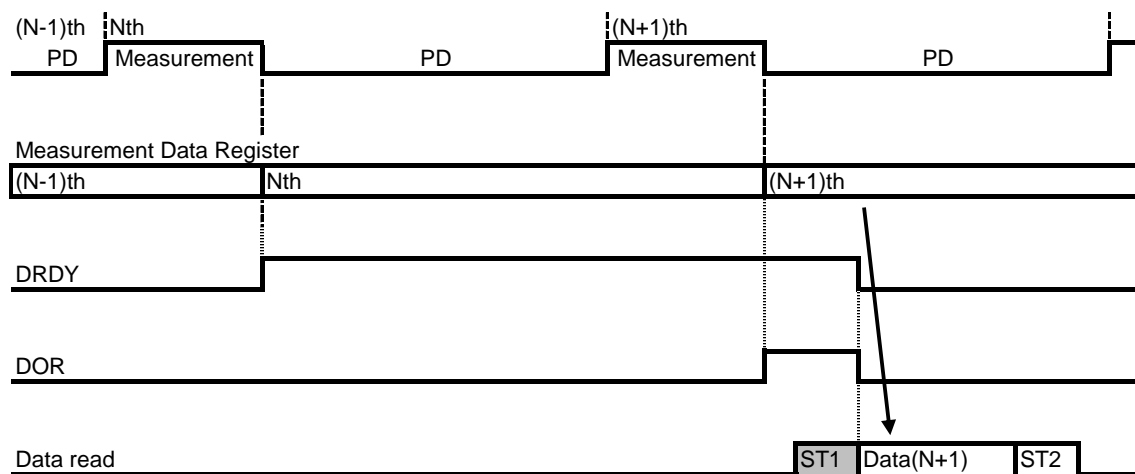 (N-1)th Nth (N+1)th
PD Measurement PD Measurement PD
Measurement Data Register
(N-1)th Nth (N+1)th
DRDY
DOR
Data read ST1 Data(N+1) ST2